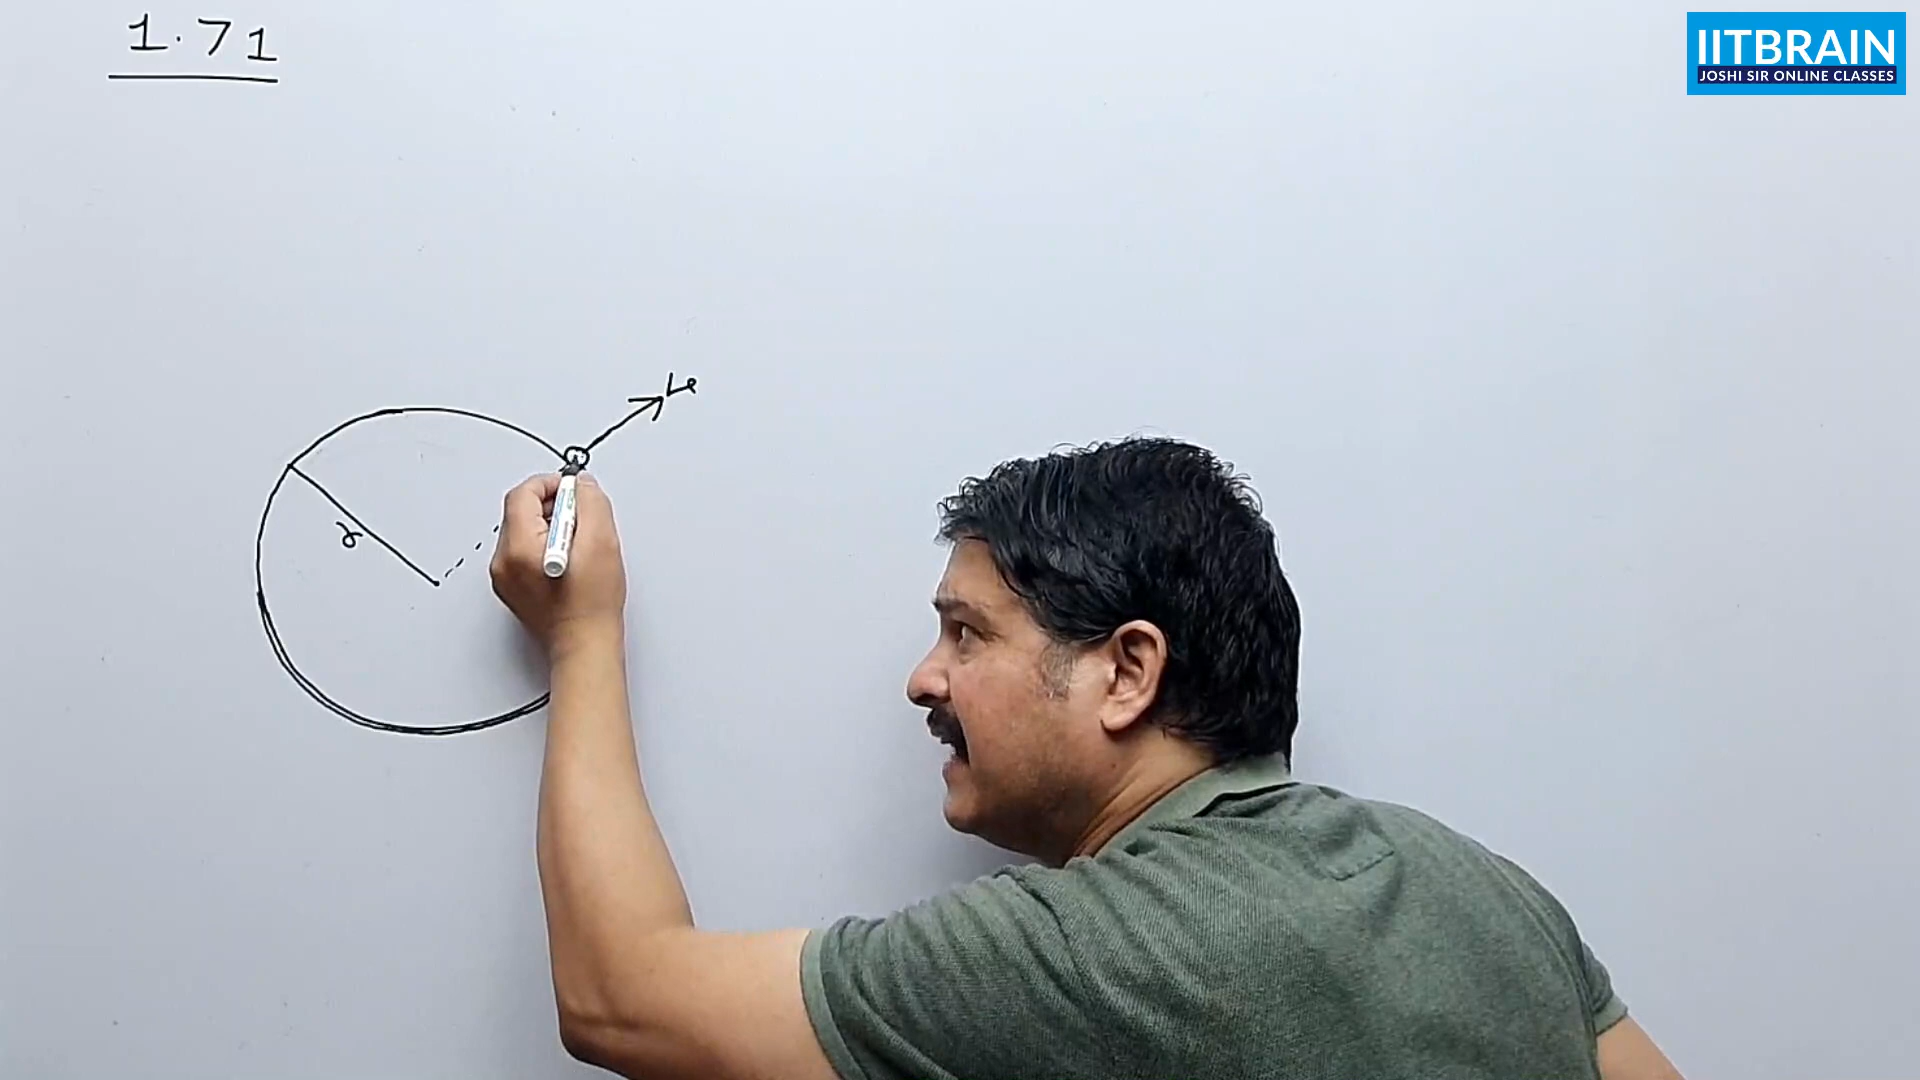 1.71
IITBRAIN
JOSHI SIR ONLINE CLASSES
r